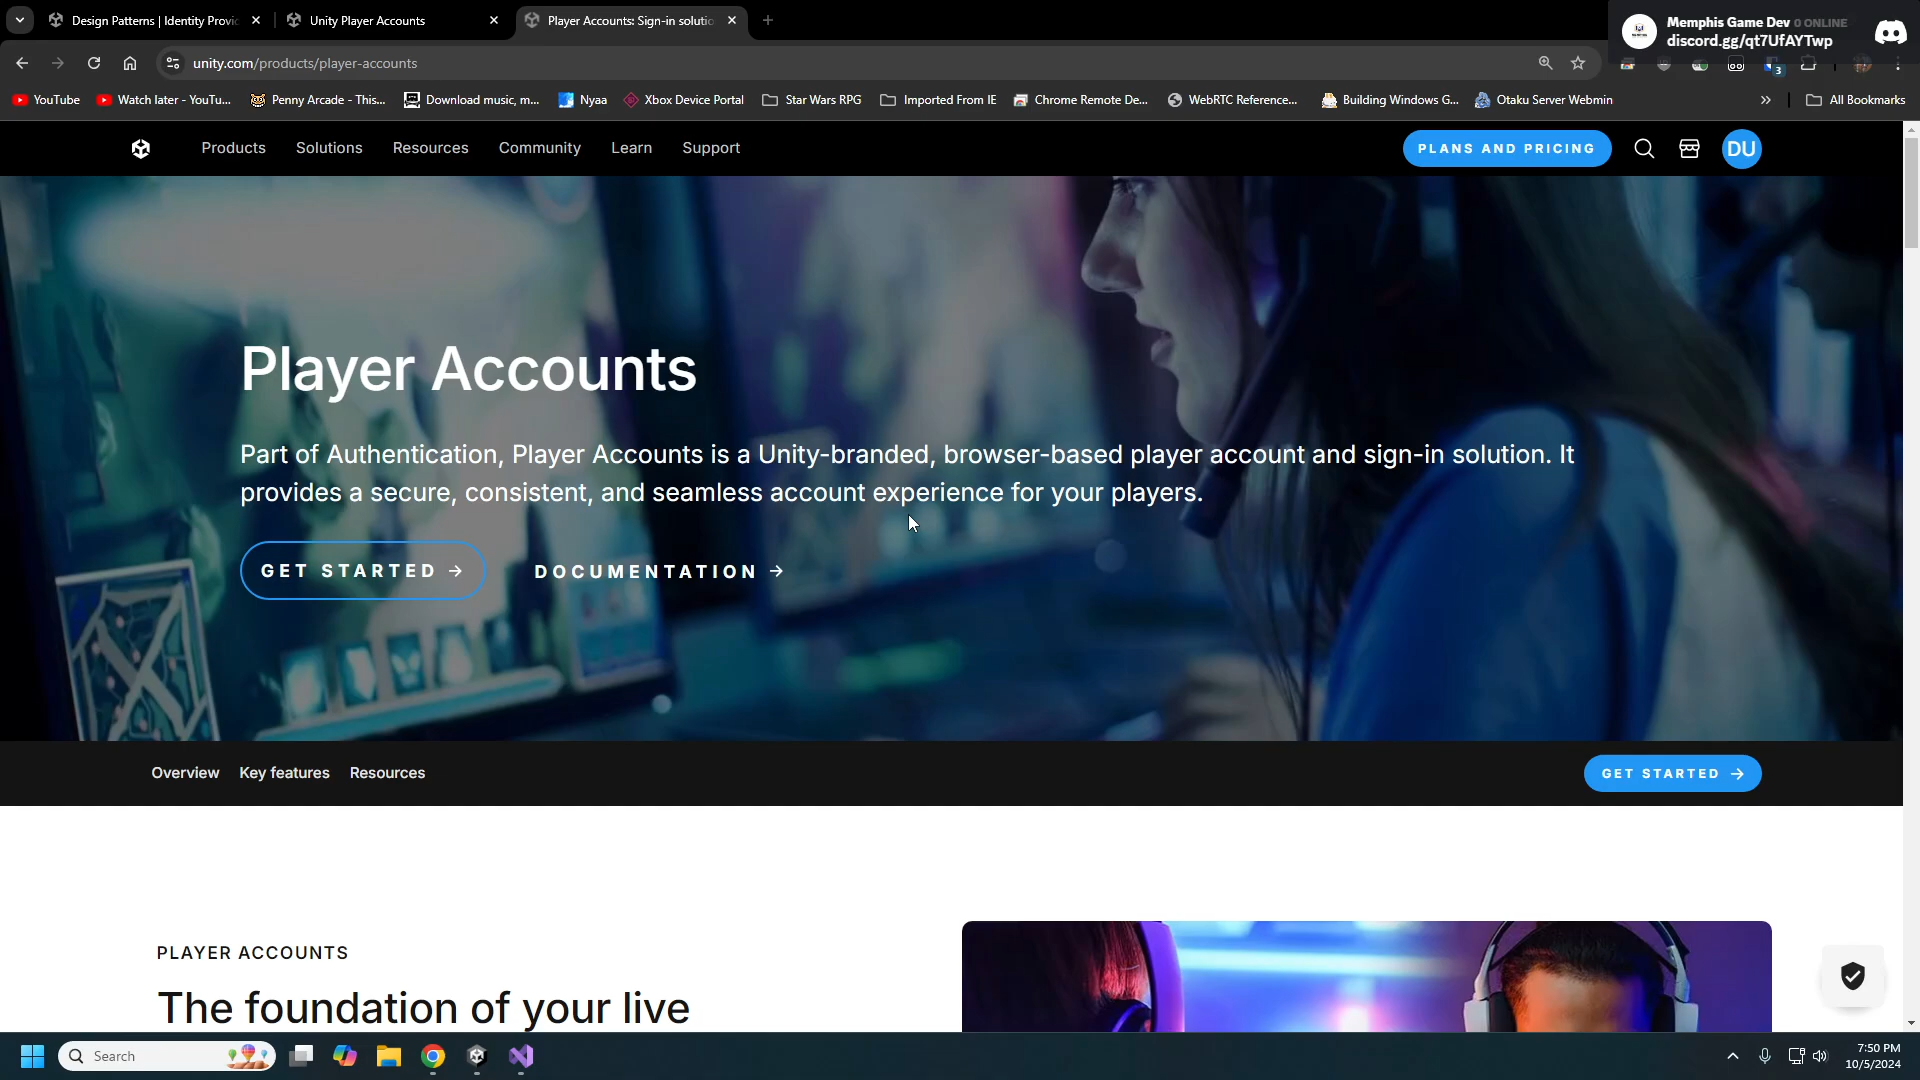 Design Patterns | Identity Provi
Unity Player Accounts
Player Accounts: Sign-in solutio
Memphis Game Dev 0 ONLINE
discord.gg/qt7UfAYTwp
unity.com/products/player-accounts
3
YouTube
Watch later - YouTu...
Penny Arcade - This...
Download music, m...
Nyaa
Xbox Device Portal
Star Wars RPG
Imported From IE
Chrome Remote De...
WebRTC Reference...
Building Windows G...
Otaku Server Webmin
»
All Bookmarks
Products
Solutions
Resources
Community
Learn
Support
PLANS AND PRICING
DU
Player Accounts
Part of Authentication, Player Accounts is a Unity-branded, browser-based player account and sign-in solution. It
provides a secure, consistent, and seamless account experience for your players.
GET STARTED →
DOCUMENTATION →
Overview
Key features
Resources
GET STARTED →
PLAYER ACCOUNTS
The foundation of your live
Search
7:50 PM
10/5/2024